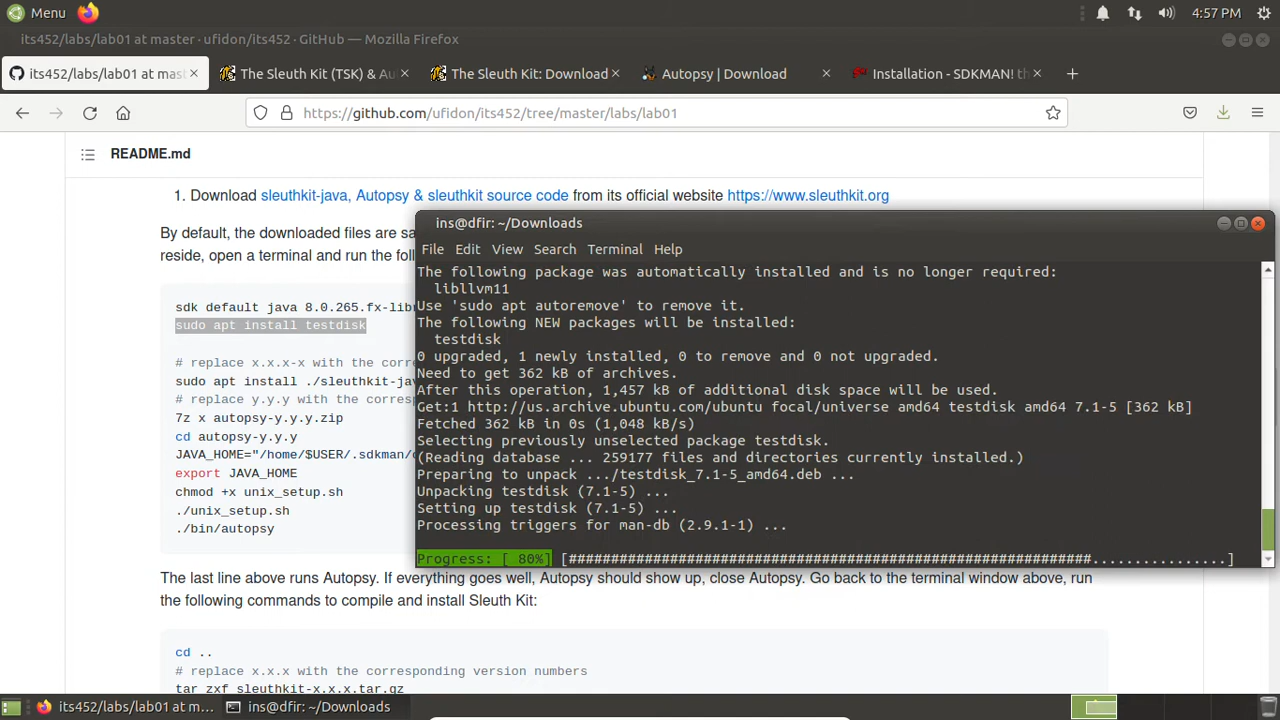 Menu
4:57 PM
its452/labs/lab01 at master · ufidon/its452 · GitHub — Mozilla Firefox
its452/labs/lab01 at mast
The Sleuth Kit (TSK) & Au
The Sleuth Kit: Download
Autopsy | Download
Installation - SDKMAN! th
https://github.com/ufidon/its452/tree/master/labs/lab01
README.md
1. Download sleuthkit-java, Autopsy & sleuthkit source code from its official website https://www.sleuthkit.org
By default, the downloaded files are sa
reside, open a terminal and run the foll
sdk default java 8.0.265.fx-libr
sudo apt install testdisk
# replace x.x.x-x with the corre
sudo apt install ./sleuthkit-jav
# replace y.y.y with the corresp
7z x autopsy-y.y.y.zip
cd autopsy-y.y.y
JAVA_HOME="/home/$USER/.sdkman/c
export JAVA_HOME
chmod +x unix_setup.sh
./unix_setup.sh
./bin/autopsy
ins@dfir: ~/Downloads
File Edit View Search Terminal Help
The following package was automatically installed and is no longer required:
libllvm11
Use 'sudo apt autoremove' to remove it.
The following NEW packages will be installed:
testdisk
0 upgraded, 1 newly installed, 0 to remove and 0 not upgraded.
Need to get 362 kB of archives.
After this operation, 1,457 kB of additional disk space will be used.
Get:1 http://us.archive.ubuntu.com/ubuntu focal/universe amd64 testdisk amd64 7.1-5 [362 kB]
Fetched 362 kB in 0s (1,048 kB/s)
Selecting previously unselected package testdisk.
(Reading database ... 259177 files and directories currently installed.)
Preparing to unpack .../testdisk_7.1-5_amd64.deb ...
Unpacking testdisk (7.1-5) ...
Setting up testdisk (7.1-5) ...
Processing triggers for man-db (2.9.1-1) ...
Progress: [ 80%] [##############################################################................]
The last line above runs Autopsy. If everything goes well, Autopsy should show up, close Autopsy. Go back to the terminal window above, run
the following commands to compile and install Sleuth Kit:
cd ..
# replace x.x.x with the corresponding version numbers
tar zxf sleuthkit-x.x.x.tar.gz
its452/labs/lab01 at m...
ins@dfir: ~/Downloads